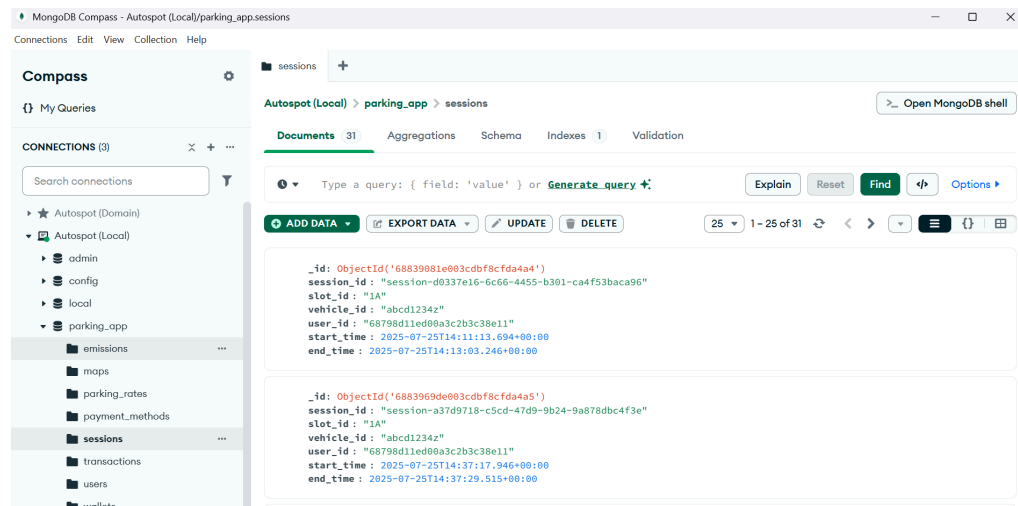 MongoDB Compass - Autospot (Local)/parking_app.sessions
Connections Edit View Collection Help
Compass
{} My Queries
CONNECTIONS (3)
Search connections
Autospot (Domain)
Autospot (Local)
admin
config
local
parking_app
emissions
maps
parking_rates
payment_methods
sessions
transactions
users
wallets
sessions
Autospot (Local) > parking_app > sessions
>_ Open MongoDB shell
Documents 31 Aggregations Schema Indexes 1 Validation
Type a query: { field: 'value' } or Generate query
Explain Reset Find </> Options
ADD DATA EXPORT DATA UPDATE DELETE
25 1 – 25 of 31 {}
_id: ObjectId('68839081e003cdbf8cfda4a4')
session_id : "session-d0337e16-6c66-4455-b301-ca4f53baca96"
slot_id : "1A"
vehicle_id : "abcd1234z"
user_id : "68798d11ed00a3c2b3c38e11"
start_time : 2025-07-25T14:11:13.694+00:00
end_time : 2025-07-25T14:13:03.246+00:00
_id: ObjectId('6883969de003cdbf8cfda4a5')
session_id : "session-a37d9718-c5cd-47d9-9b24-9a878dbc4f3e"
slot_id : "1A"
vehicle_id : "abcd1234z"
user_id : "68798d11ed00a3c2b3c38e11"
start_time : 2025-07-25T14:37:17.946+00:00
end_time : 2025-07-25T14:37:29.515+00:00